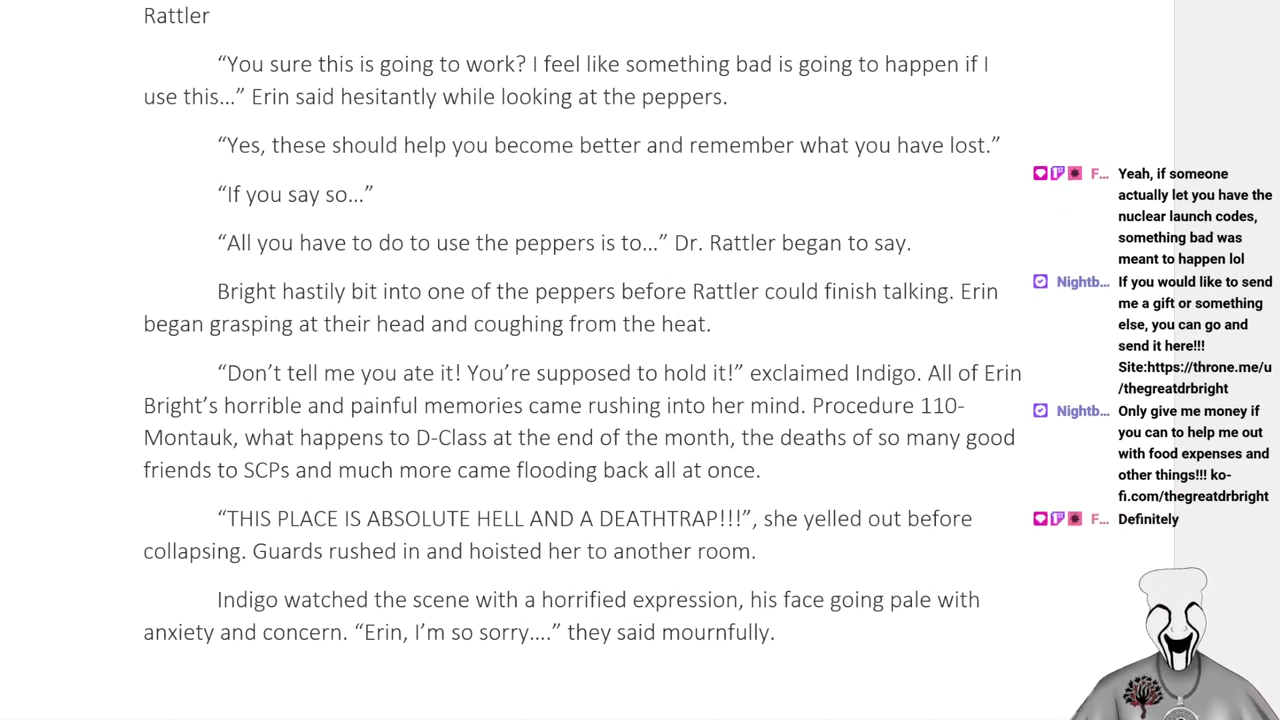 Rattler
“You sure this is going to work? I feel like something bad is going to happen if I
use this…” Erin said hesitantly while looking at the peppers.
“Yes, these should help you become better and remember what you have lost.”
“If you say so…”
“All you have to do to use the peppers is to…” Dr. Rattler began to say.
Bright hastily bit into one of the peppers before Rattler could finish talking. Erin
began grasping at their head and coughing from the heat.
“Don’t tell me you ate it! You’re supposed to hold it!” exclaimed Indigo. All of Erin
Bright’s horrible and painful memories came rushing into her mind. Procedure 110-
Montauk, what happens to D-Class at the end of the month, the deaths of so many good
friends to SCPs and much more came flooding back all at once.
“THIS PLACE IS ABSOLUTE HELL AND A DEATHTRAP!!!”, she yelled out before
collapsing. Guards rushed in and hoisted her to another room.
Indigo watched the scene with a horrified expression, his face going pale with
anxiety and concern. “Erin, I’m so sorry….” they said mournfully.
F... Yeah, if someone
actually let you have the
nuclear launch codes,
something bad was
meant to happen lol
Nightb... If you would like to send
me a gift or something
else, you can go and
send it here!!!
Site:https://throne.me/u
/thegreatdrbright
Nightb... Only give me money if
you can to help me out
with food expenses and
other things!!! ko-
fi.com/thegreatdrbright
F... Definitely